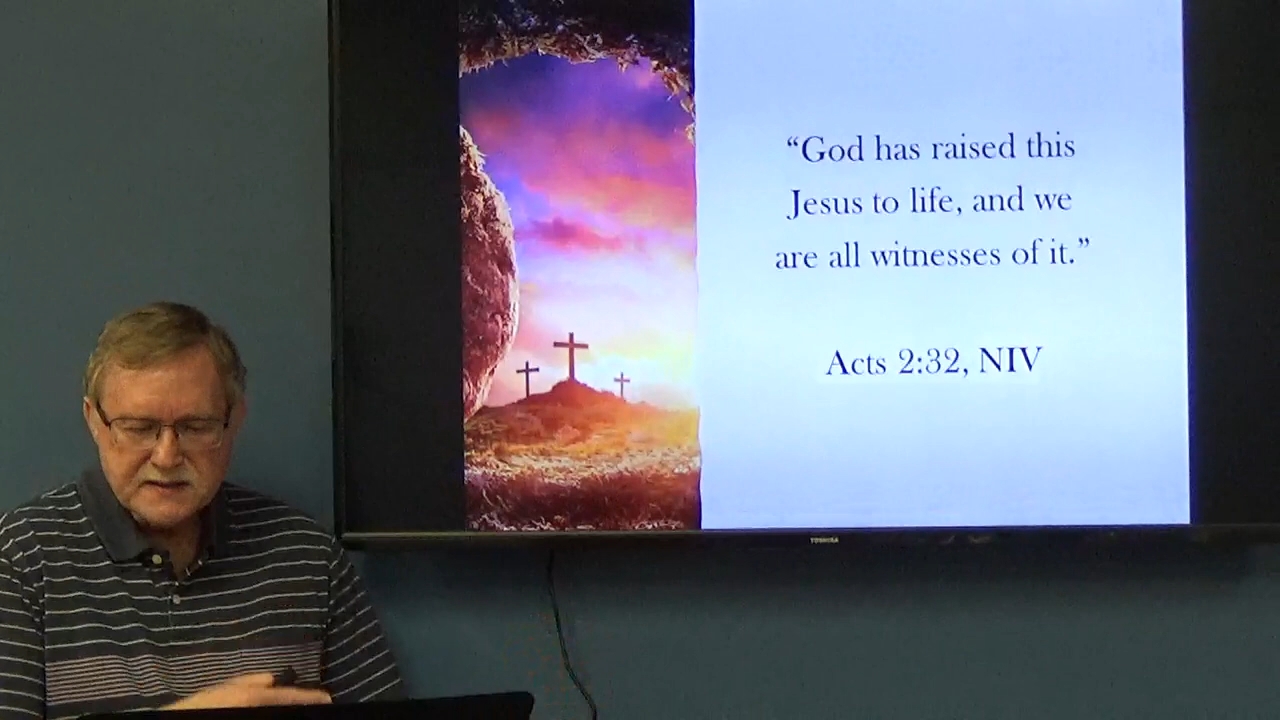 “God has raised this
Jesus to life, and we
are all witnesses of it.”
Acts 2:32, NIV
TOSHIBA